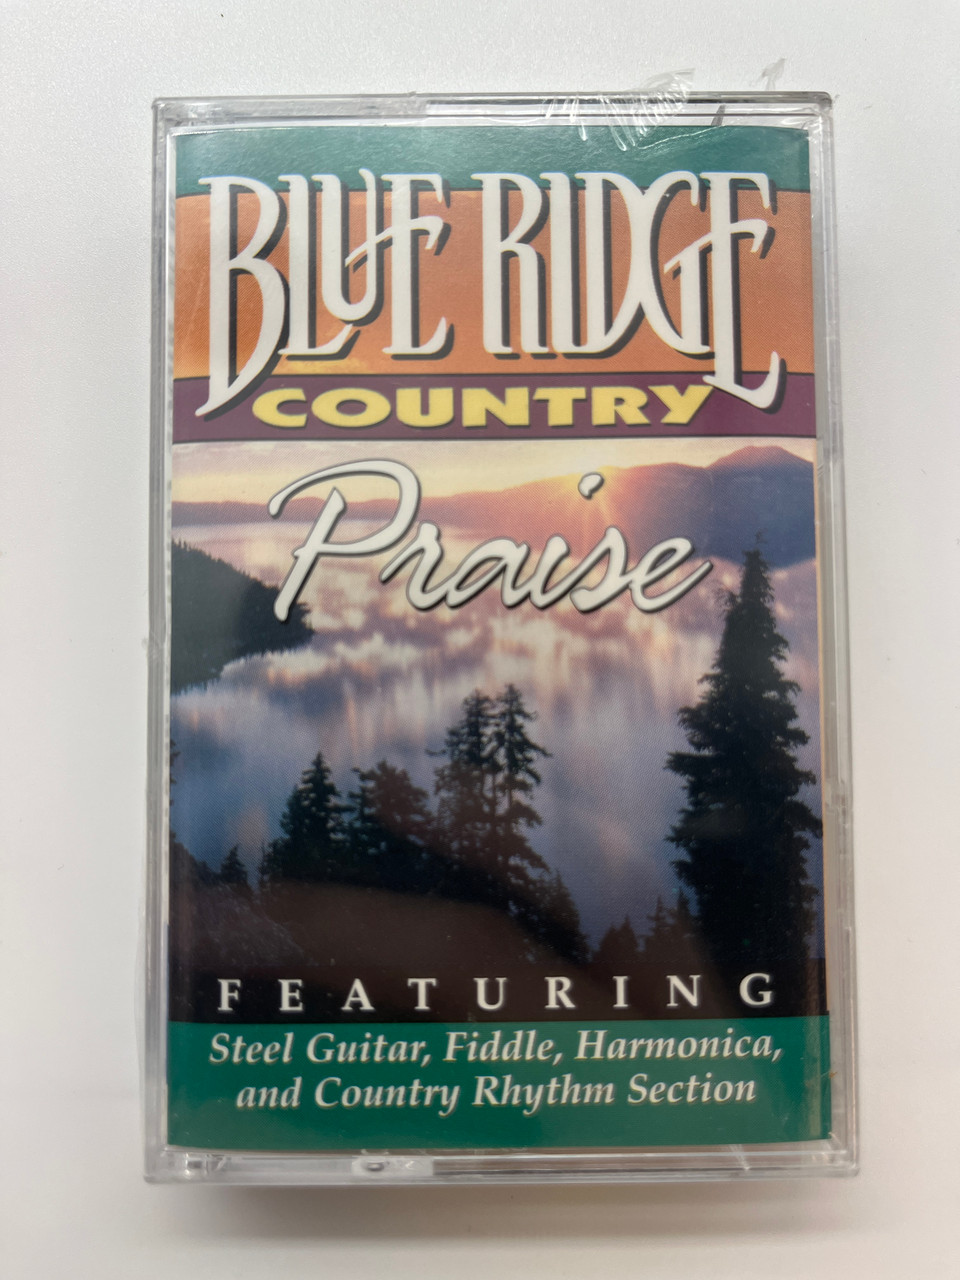 BLUE RIDGE
COUNTRY
Praise
FEATURING
Steel Guitar, Fiddle, Harmonica,
and Country Rhythm Section